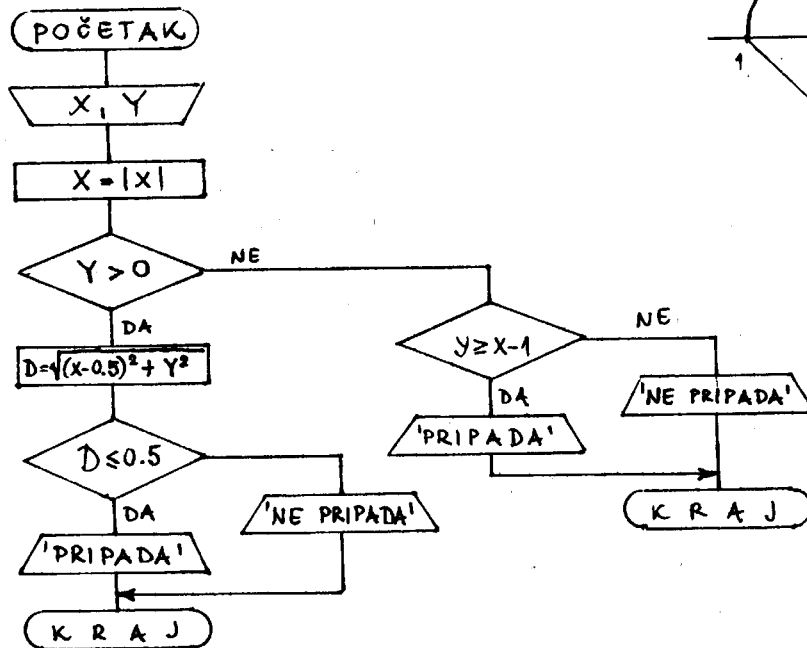 POČETAK
1
X, Y
X = |X|
Y > 0
NE
DA
D=√(X-0.5)² + Y²
Y ≥ X-1
NE
DA
'NE PRIPADA'
'PRIPADA'
D ≤ 0.5
DA
'NE PRIPADA'
'PRIPADA'
K R A J
K R A J